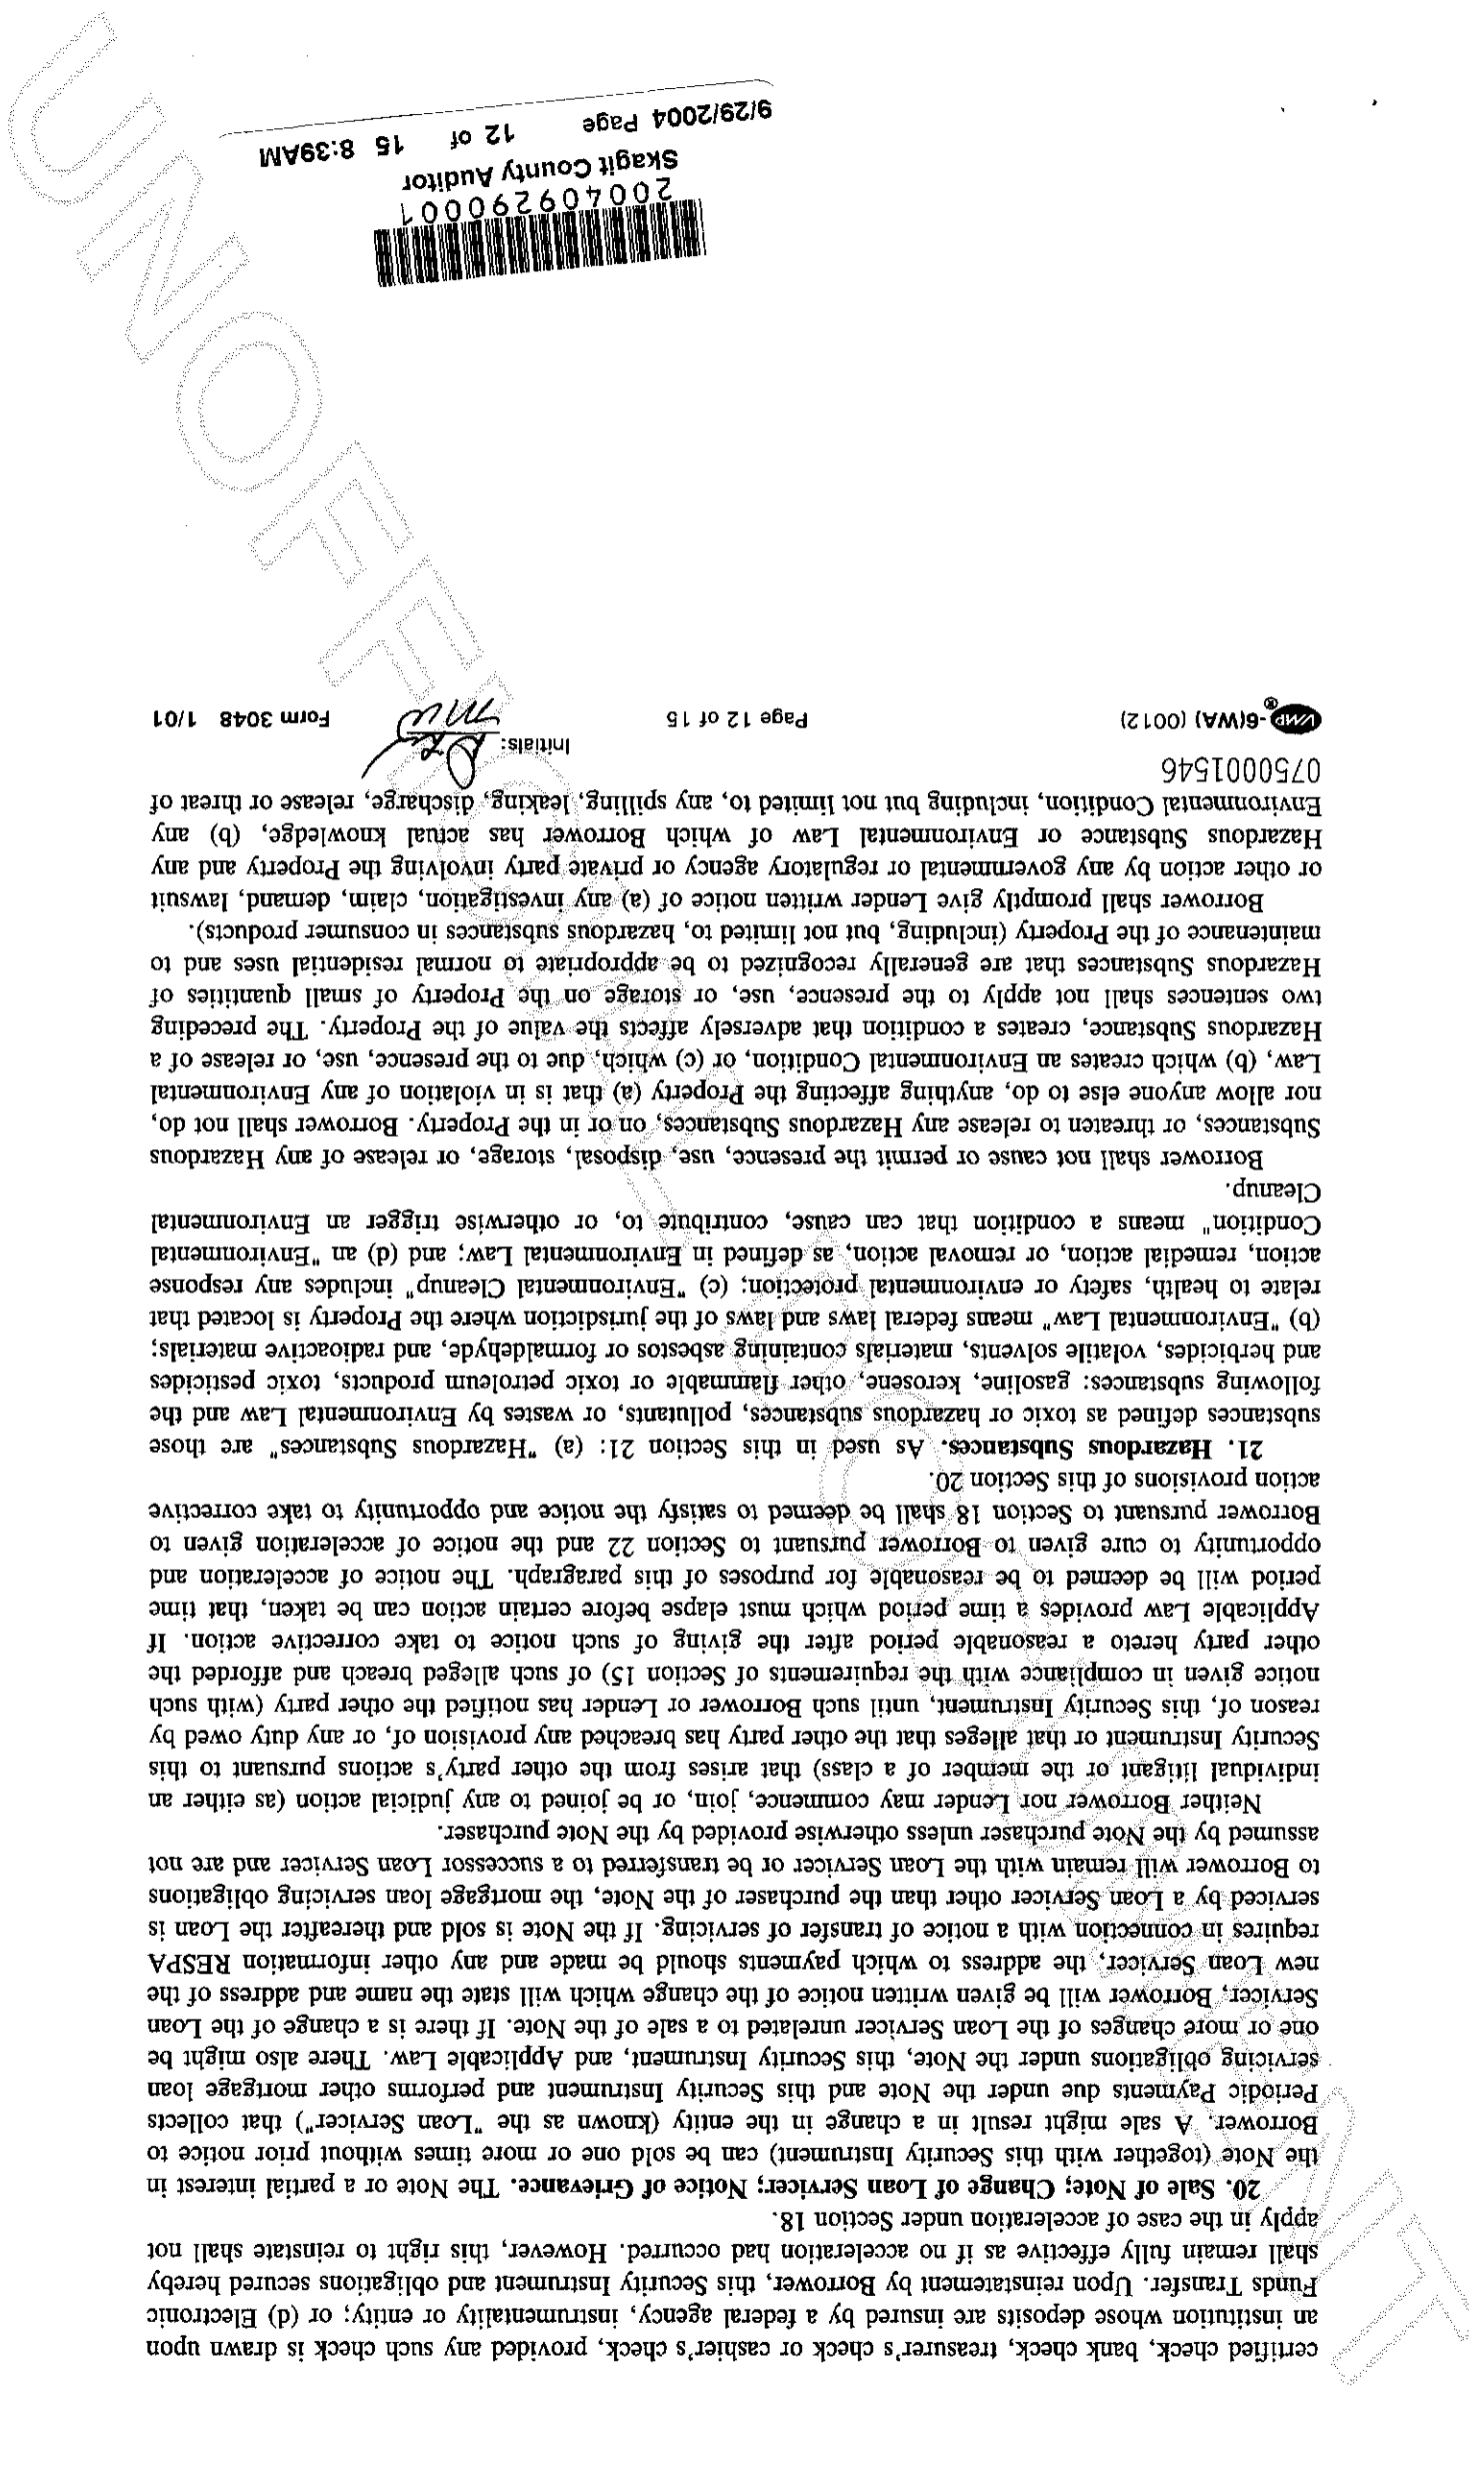 certified check, bank check, treasurer's check or cashier's check, provided any such check is drawn upon
an institution whose deposits are insured by a federal agency, instrumentality or entity; or (d) Electronic
Funds Transfer. Upon reinstatement by Borrower, this Security Instrument and obligations secured hereby
shall remain fully effective as if no acceleration had occurred. However, this right to reinstate shall not
apply in the case of acceleration under Section 18.
20. Sale of Note; Change of Loan Servicer; Notice of Grievance. The Note or a partial interest in
the Note (together with this Security Instrument) can be sold one or more times without prior notice to
Borrower. A sale might result in a change in the entity (known as the "Loan Servicer") that collects
Periodic Payments due under the Note and this Security Instrument and performs other mortgage loan
servicing obligations under the Note, this Security Instrument, and Applicable Law. There also might be
one or more changes of the Loan Servicer unrelated to a sale of the Note. If there is a change of the Loan
Servicer, Borrower will be given written notice of the change which will state the name and address of the
new Loan Servicer, the address to which payments should be made and any other information RESPA
requires in connection with a notice of transfer of servicing. If the Note is sold and thereafter the Loan is
serviced by a Loan Servicer other than the purchaser of the Note, the mortgage loan servicing obligations
to Borrower will remain with the Loan Servicer or be transferred to a successor Loan Servicer and are not
assumed by the Note purchaser unless otherwise provided by the Note purchaser.
Neither Borrower nor Lender may commence, join, or be joined to any judicial action (as either an
individual litigant or the member of a class) that arises from the other party's actions pursuant to this
Security Instrument or that alleges that the other party has breached any provision of, or any duty owed by
reason of, this Security Instrument, until such Borrower or Lender has notified the other party (with such
notice given in compliance with the requirements of Section 15) of such alleged breach and afforded the
other party hereto a reasonable period after the giving of such notice to take corrective action. If
Applicable Law provides a time period which must elapse before certain action can be taken, that time
period will be deemed to be reasonable for purposes of this paragraph. The notice of acceleration and
opportunity to cure given to Borrower pursuant to Section 22 and the notice of acceleration given to
Borrower pursuant to Section 18 shall be deemed to satisfy the notice and opportunity to take corrective
action provisions of this Section 20.
21. Hazardous Substances. As used in this Section 21: (a) "Hazardous Substances" are those
substances defined as toxic or hazardous substances, pollutants, or wastes by Environmental Law and the
following substances: gasoline, kerosene, other flammable or toxic petroleum products, toxic pesticides
and herbicides, volatile solvents, materials containing asbestos or formaldehyde, and radioactive materials;
(b) "Environmental Law" means federal laws and laws of the jurisdiction where the Property is located that
relate to health, safety or environmental protection; (c) "Environmental Cleanup" includes any response
action, remedial action, or removal action, as defined in Environmental Law; and (d) an "Environmental
Condition" means a condition that can cause, contribute to, or otherwise trigger an Environmental
Cleanup.
Borrower shall not cause or permit the presence, use, disposal, storage, or release of any Hazardous
Substances, or threaten to release any Hazardous Substances, on or in the Property. Borrower shall not do,
nor allow anyone else to do, anything affecting the Property (a) that is in violation of any Environmental
Law, (b) which creates an Environmental Condition, or (c) which, due to the presence, use, or release of a
Hazardous Substance, creates a condition that adversely affects the value of the Property. The preceding
two sentences shall not apply to the presence, use, or storage on the Property of small quantities of
Hazardous Substances that are generally recognized to be appropriate to normal residential uses and to
maintenance of the Property (including, but not limited to, hazardous substances in consumer products).
Borrower shall promptly give Lender written notice of (a) any investigation, claim, demand, lawsuit
or other action by any governmental or regulatory agency or private party involving the Property and any
Hazardous Substance or Environmental Law of which Borrower has actual knowledge, (b) any
Environmental Condition, including but not limited to, any spilling, leaking, discharge, release or threat of
0750001546
Initials:
VMP®-6(WA) (0012) Page 12 of 15 Form 3048 1/01
200409290001
Skagit County Auditor
9/29/2004 Page 12 of 15 8:39AM
UNOFFICIAL DOCUMENT